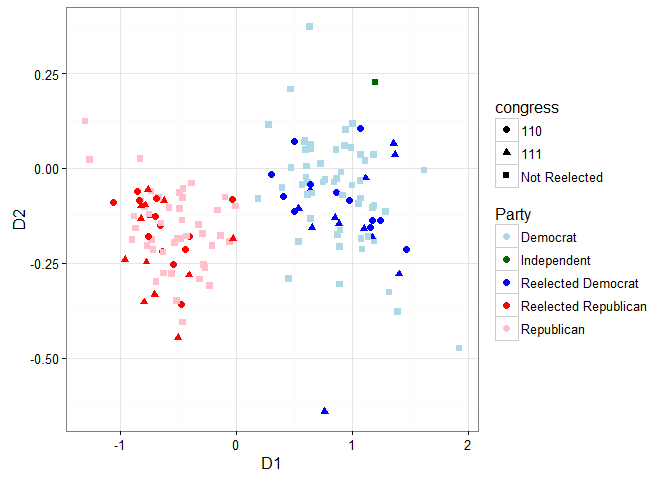 0.25
0.00
-0.25
-0.50
D2
-1
0
1
2
D1
congress
110
111
Not Reelected
Party
Democrat
Independent
Reelected Democrat
Reelected Republican
Republican